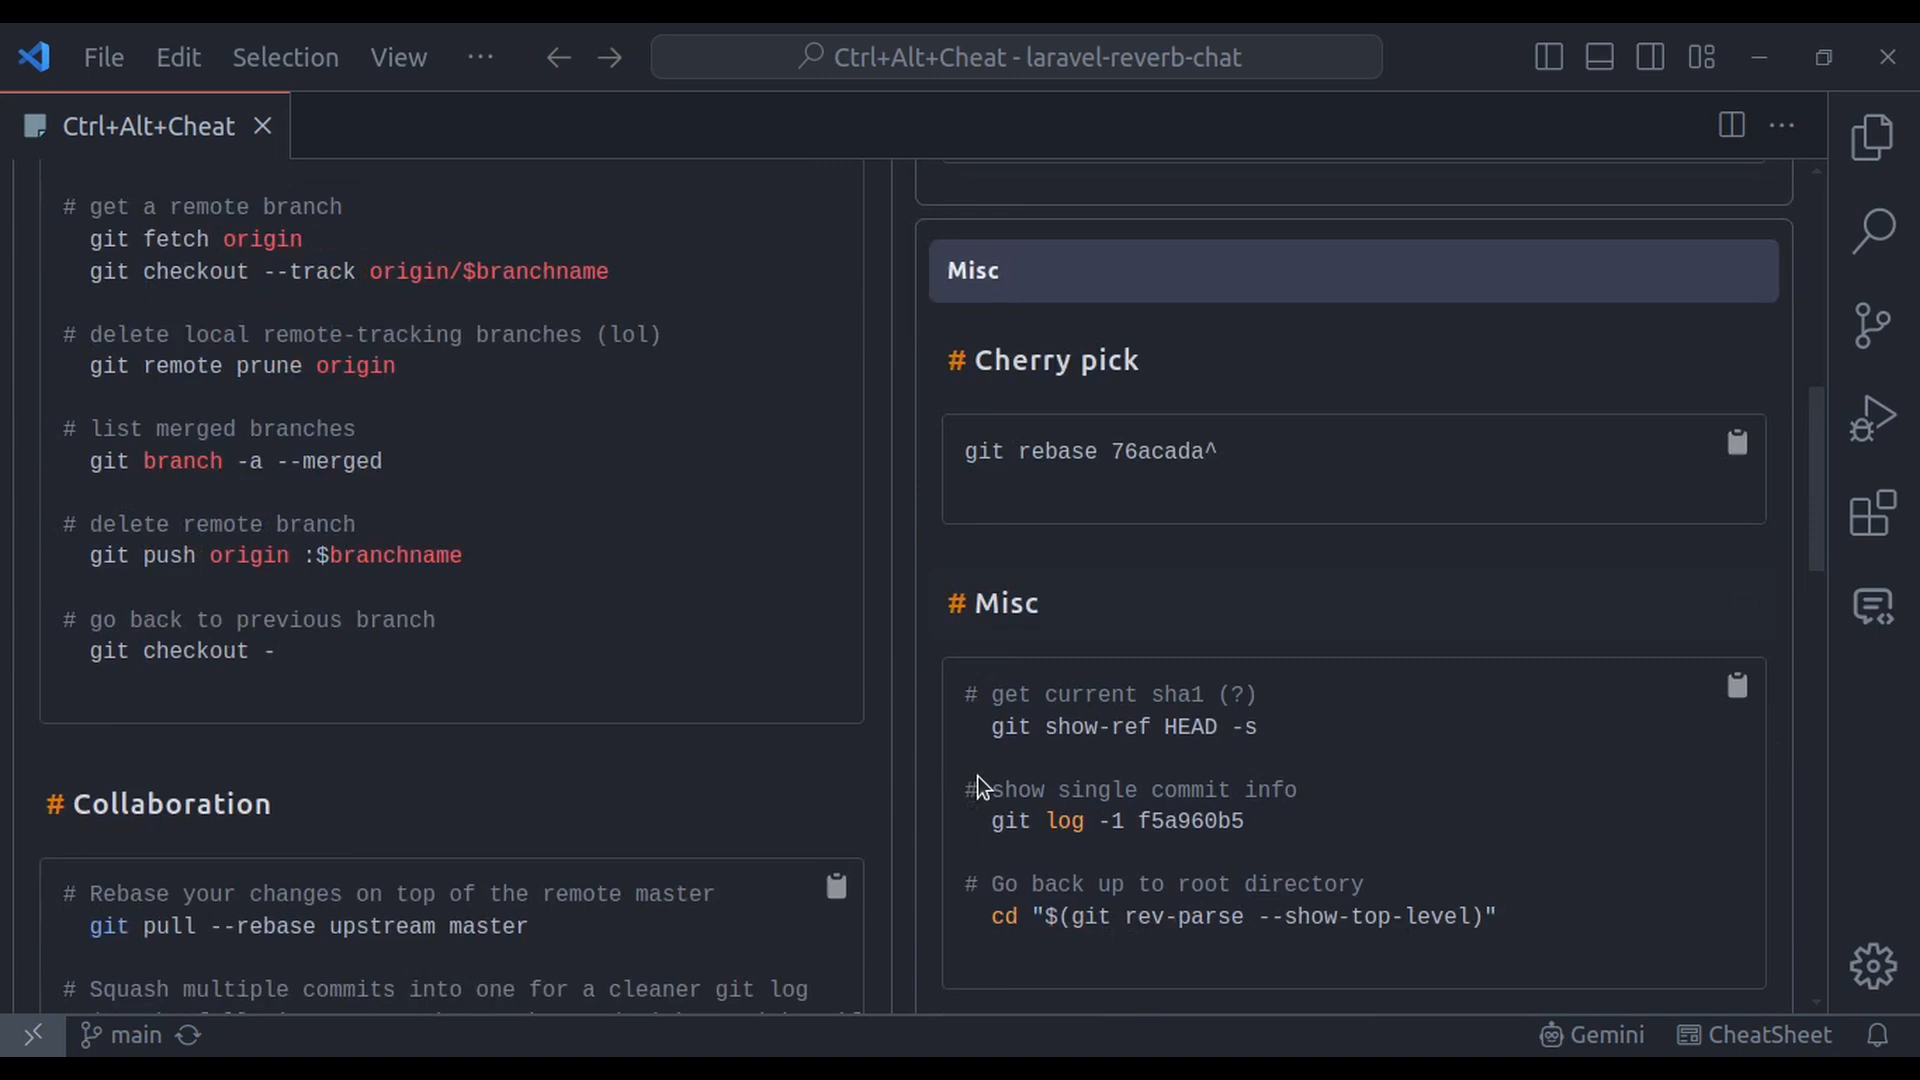 File Edit Selection View ··· Ctrl+Alt+Cheat - laravel-reverb-chat
Ctrl+Alt+Cheat
# get a remote branch
git fetch origin
git checkout --track origin/$branchname
# delete local remote-tracking branches (lol)
git remote prune origin
# list merged branches
git branch -a --merged
# delete remote branch
git push origin :$branchname
# go back to previous branch
git checkout -
# Collaboration
# Rebase your changes on top of the remote master
git pull --rebase upstream master
# Squash multiple commits into one for a cleaner git log
Misc
# Cherry pick
git rebase 76acada^
# Misc
# get current sha1 (?)
git show-ref HEAD -s
# show single commit info
git log -1 f5a960b5
# Go back up to root directory
cd "$(git rev-parse --show-top-level)"
main
Gemini
CheatSheet